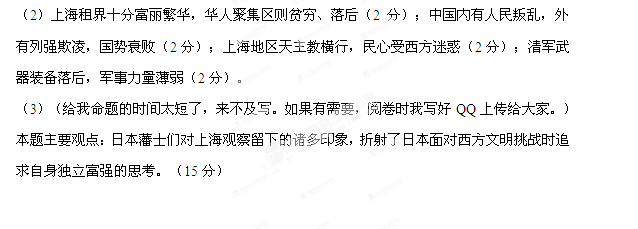 （2）上海租界十分富丽繁华，华人聚集区则贫穷、落后（2 分）；中国内有人民叛乱，外
有列强欺凌，国势衰败（2 分）；上海地区天主教横行，民心受西方迷惑（2 分）；清军武
器装备落后，军事力量薄弱（2 分）。
（3）（给我命题的时间太短了，来不及写。如果有需要，阅卷时我写好 QQ 上传给大家。）
本题主要观点：日本藩士们对上海观察留下的诸多印象，折射了日本面对西方文明挑战时追
求自身独立富强的思考。（15 分）